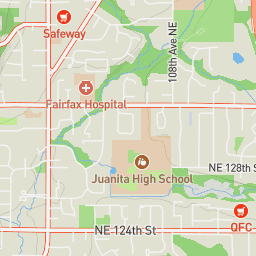 Safeway
108th Ave NE
Fairfax Hospital
NE 128th S
Juanita High School
NE 124th St
QFC